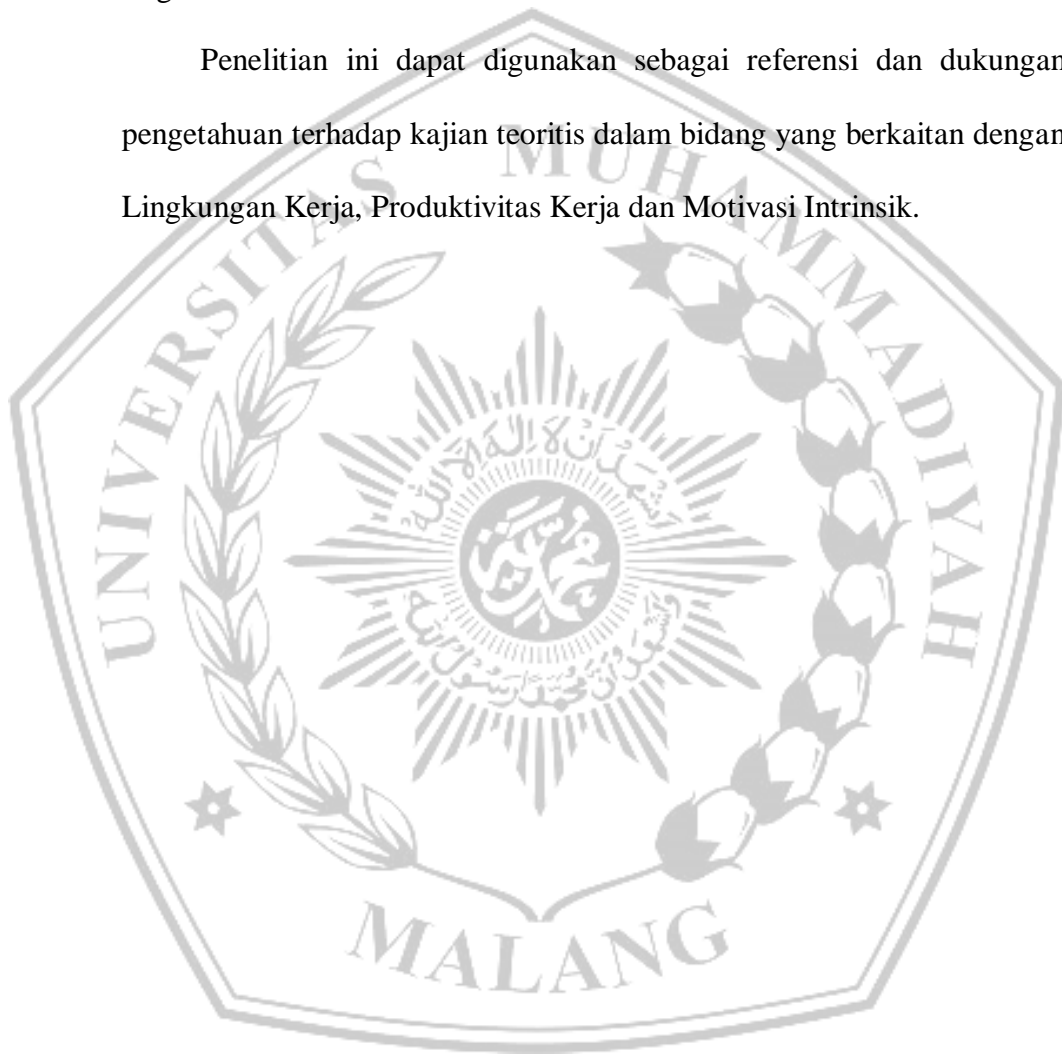 Penelitian ini dapat digunakan sebagai referensi dan dukungan
pengetahuan terhadap kajian teoritis dalam bidang yang berkaitan dengan
Lingkungan Kerja, Produktivitas Kerja dan Motivasi Intrinsik.
UNIVERSITAS MUHAMMADIYAH
MALANG